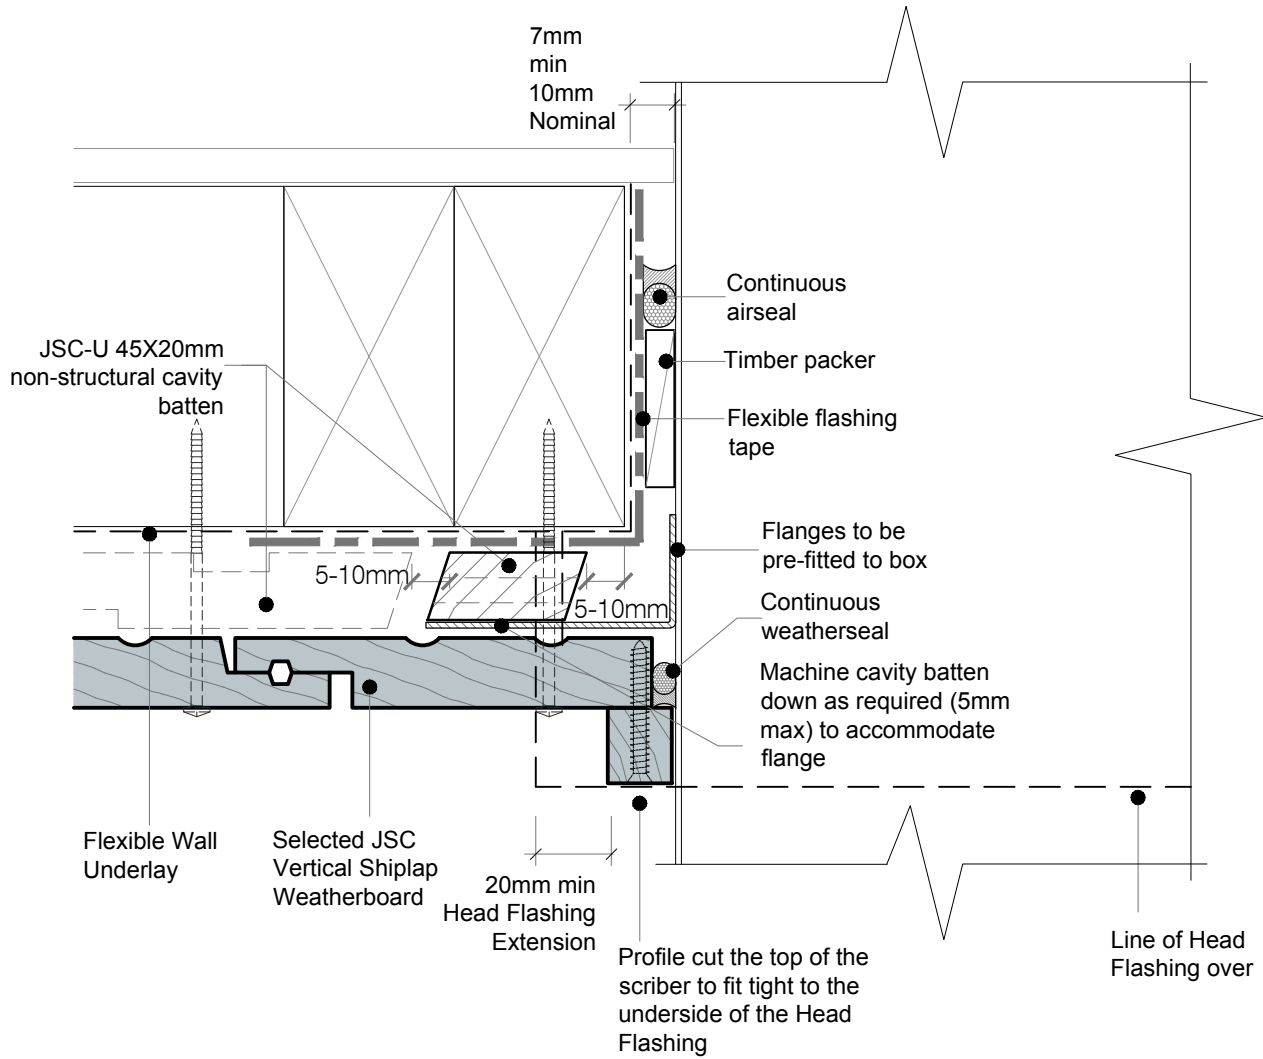 7mm
min
10mm
Nominal
Continuous
airseal
JSC-U 45X20mm
non-structural cavity
batten
Timber packer
Flexible flashing
tape
Flanges to be
pre-fitted to box
5-10mm
5-10mm
Continuous
weatherseal
Machine cavity batten
down as required (5mm
max) to accommodate
flange
Flexible Wall
Underlay
Selected JSC
Vertical Shiplap
Weatherboard
20mm min
Head Flashing
Extension
Profile cut the top of the
scriber to fit tight to the
underside of the Head
Flashing
Line of Head
Flashing over